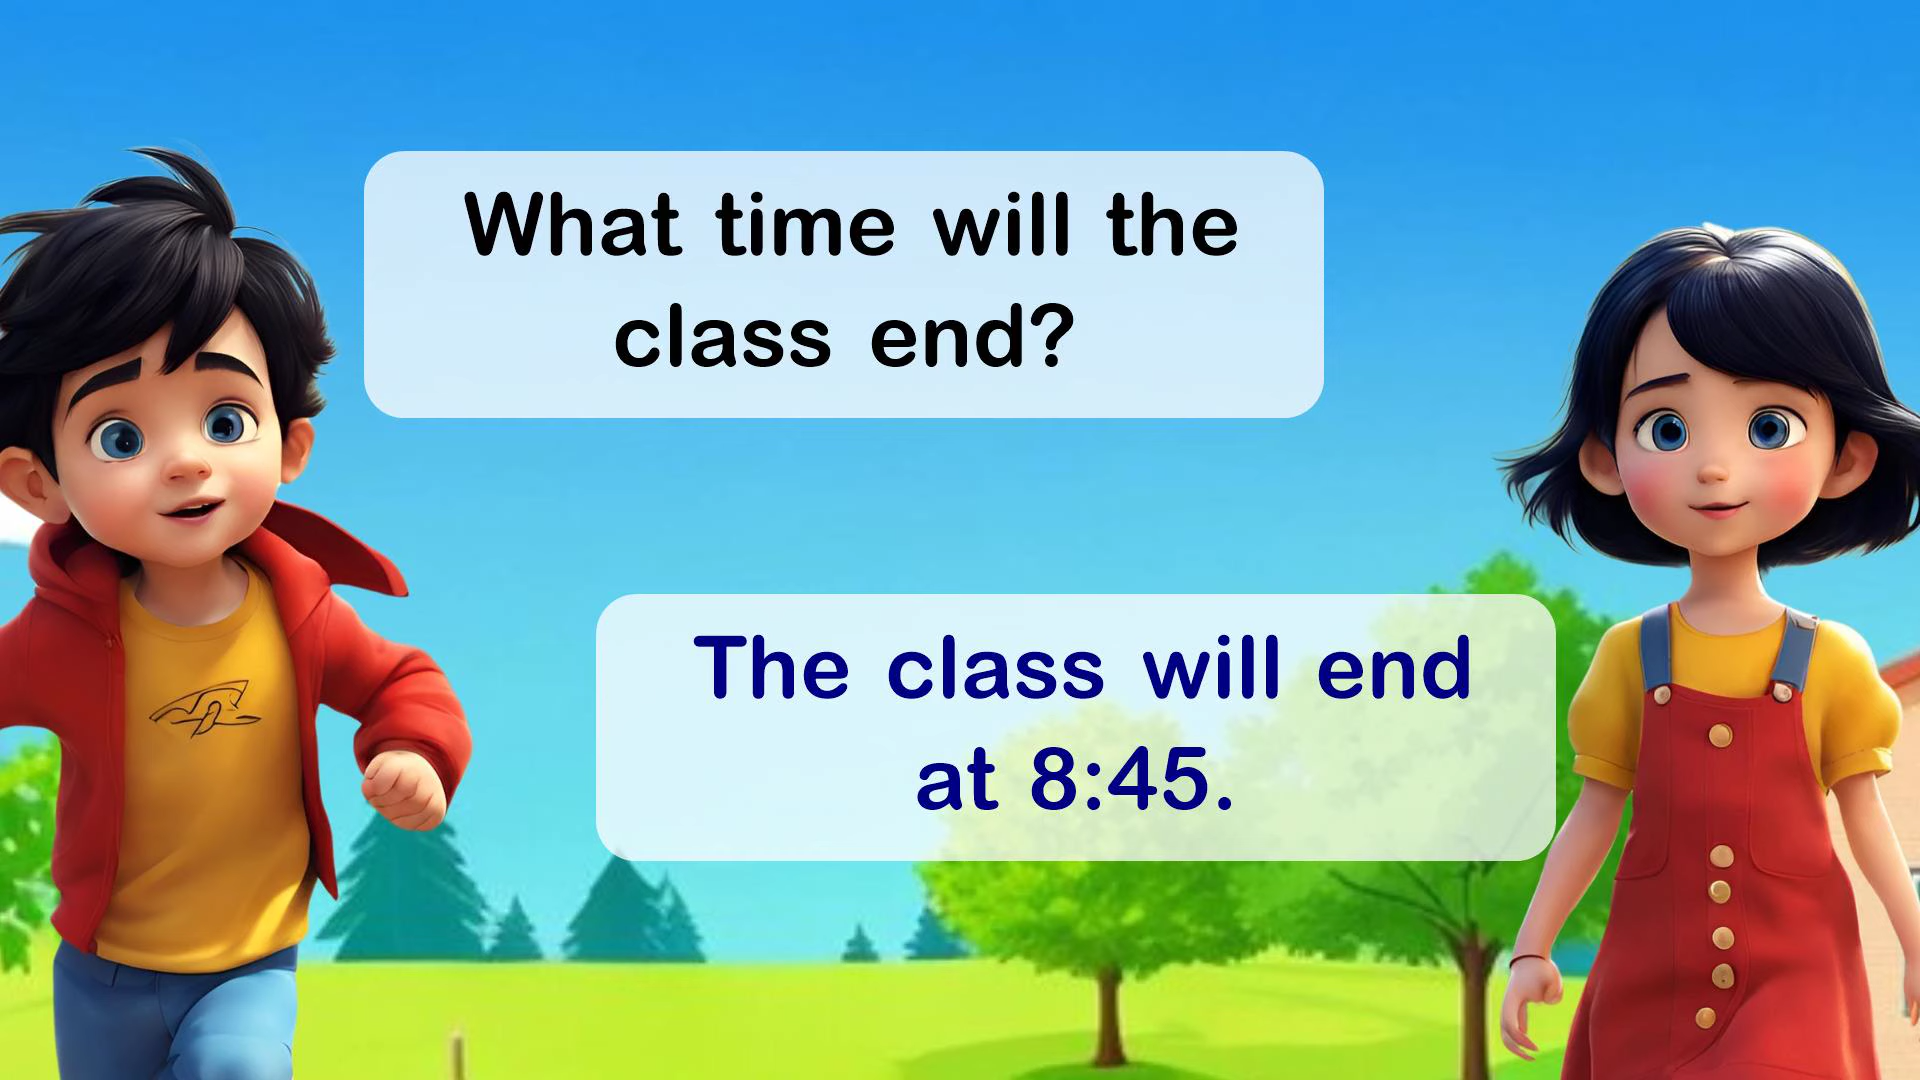 What time will the
class end?
The class will end
at 8:45.